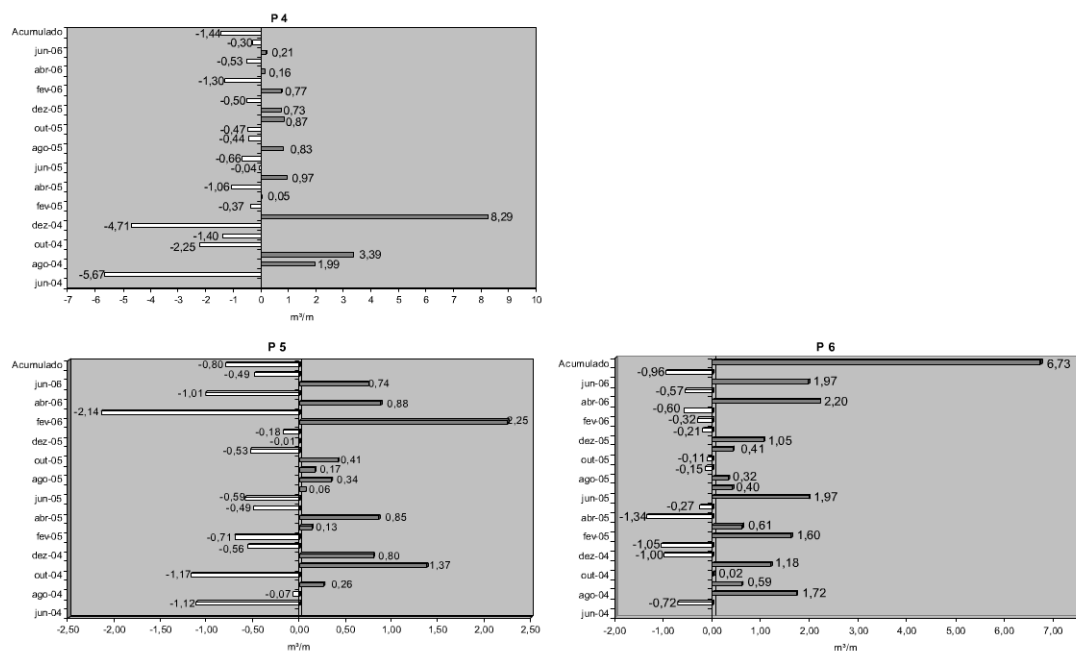 P 4
Acumulado
-1,44
-0,30
jun-06
0,21
-0,53
abr-06
0,16
-1,30
fev-06
0,77
-0,50
dez-05
0,73
0,87
out-05
-0,47
-0,44
ago-05
0,83
-0,66
jun-05
-0,04
0,97
abr-05
-1,06
0,05
fev-05
-0,37
8,29
dez-04
-4,71
-1,40
out-04
-2,25
3,39
ago-04
1,99
-5,67
jun-04
-7 -6 -5 -4 -3 -2 -1 0 1 2 3 4 5 6 7 8 9 10
m³/m
P 5
Acumulado
-0,80
-0,49
jun-06
0,74
-1,01
abr-06
0,88
-2,14
fev-06
2,25
-0,18
dez-05
-0,01
-0,53
out-05
0,41
0,17
ago-05
0,34
0,06
jun-05
-0,59
-0,49
abr-05
0,85
0,13
fev-05
-0,71
-0,56
dez-04
0,80
1,37
out-04
-1,17
0,26
ago-04
-0,07
-1,12
jun-04
-2,50 -2,00 -1,50 -1,00 -0,50 0,00 0,50 1,00 1,50 2,00 2,50
m³/m
P 6
Acumulado
6,73
-0,96
jun-06
1,97
-0,57
abr-06
2,20
-0,60
fev-06
-0,32
-0,21
dez-05
1,05
0,41
out-05
-0,11
-0,15
ago-05
0,32
0,40
jun-05
1,97
-0,27
abr-05
-1,34
0,61
fev-05
1,60
-1,05
dez-04
-1,00
1,18
out-04
0,02
0,59
ago-04
1,72
-0,72
jun-04
-2,00 -1,00 0,00 1,00 2,00 3,00 4,00 5,00 6,00 7,00
m³/m